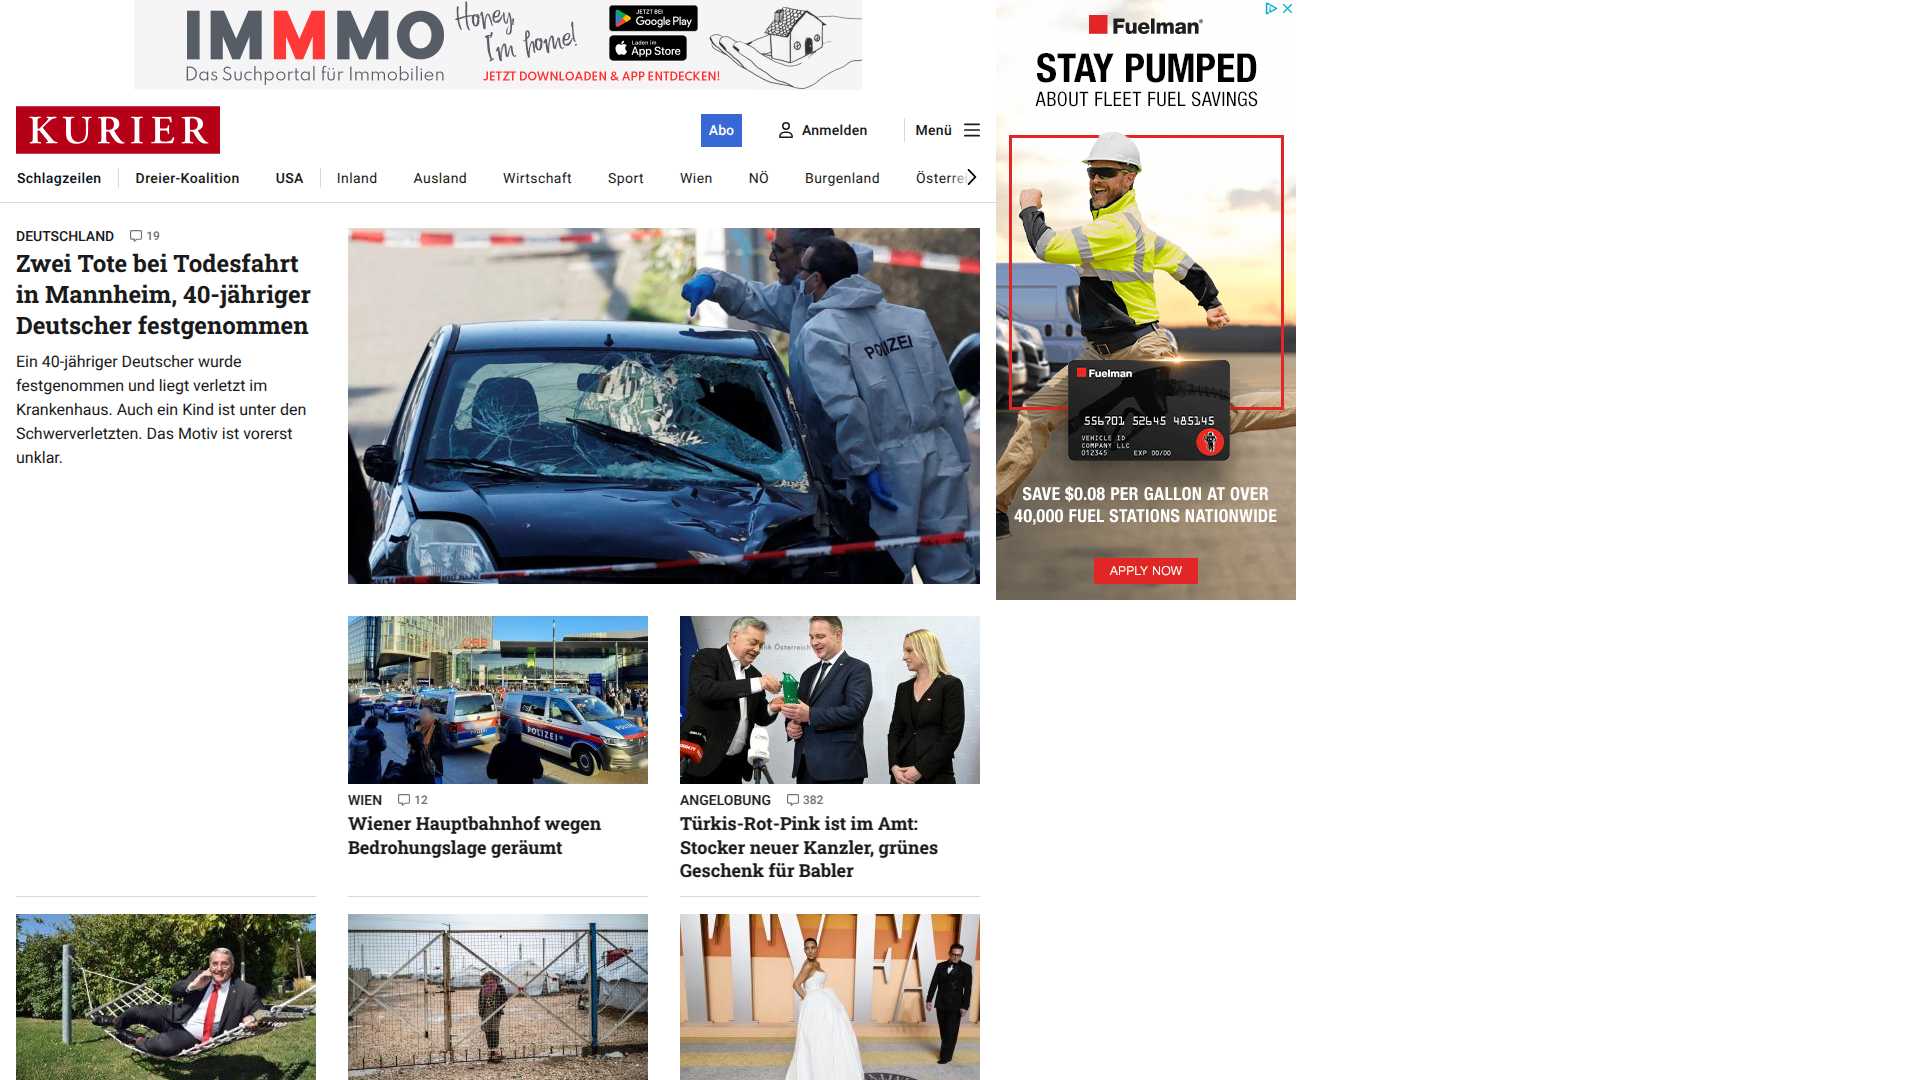 IMMMO
Das Suchportal für Immobilien
Honey,
I'm home!
JETZT BEI
Google Play
Laden im
App Store
JETZT DOWNLOADEN & APP ENTDECKEN!
KURIER
Abo
Anmelden
Menü
Schlagzeilen
Dreier-Koalition
USA
Inland
Ausland
Wirtschaft
Sport
Wien
NÖ
Burgenland
Österre
DEUTSCHLAND
19
Zwei Tote bei Todesfahrt
in Mannheim, 40-jähriger
Deutscher festgenommen
Ein 40-jähriger Deutscher wurde
festgenommen und liegt verletzt im
Krankenhaus. Auch ein Kind ist unter den
Schwerverletzten. Das Motiv ist vorerst
unklar.
POLIZEI
POLIZEI
WIEN
12
Wiener Hauptbahnhof wegen
Bedrohungslage geräumt
Österreich
ANGELOBUNG
382
Türkis-Rot-Pink ist im Amt:
Stocker neuer Kanzler, grünes
Geschenk für Babler
Fuelman
STAY PUMPED
ABOUT FLEET FUEL SAVINGS
Fuelman
556701 52645 485145
VEHICLE ID
COMPANY LLC
012345
EXP 00/00
SAVE $0.08 PER GALLON AT OVER
40,000 FUEL STATIONS NATIONWIDE
APPLY NOW